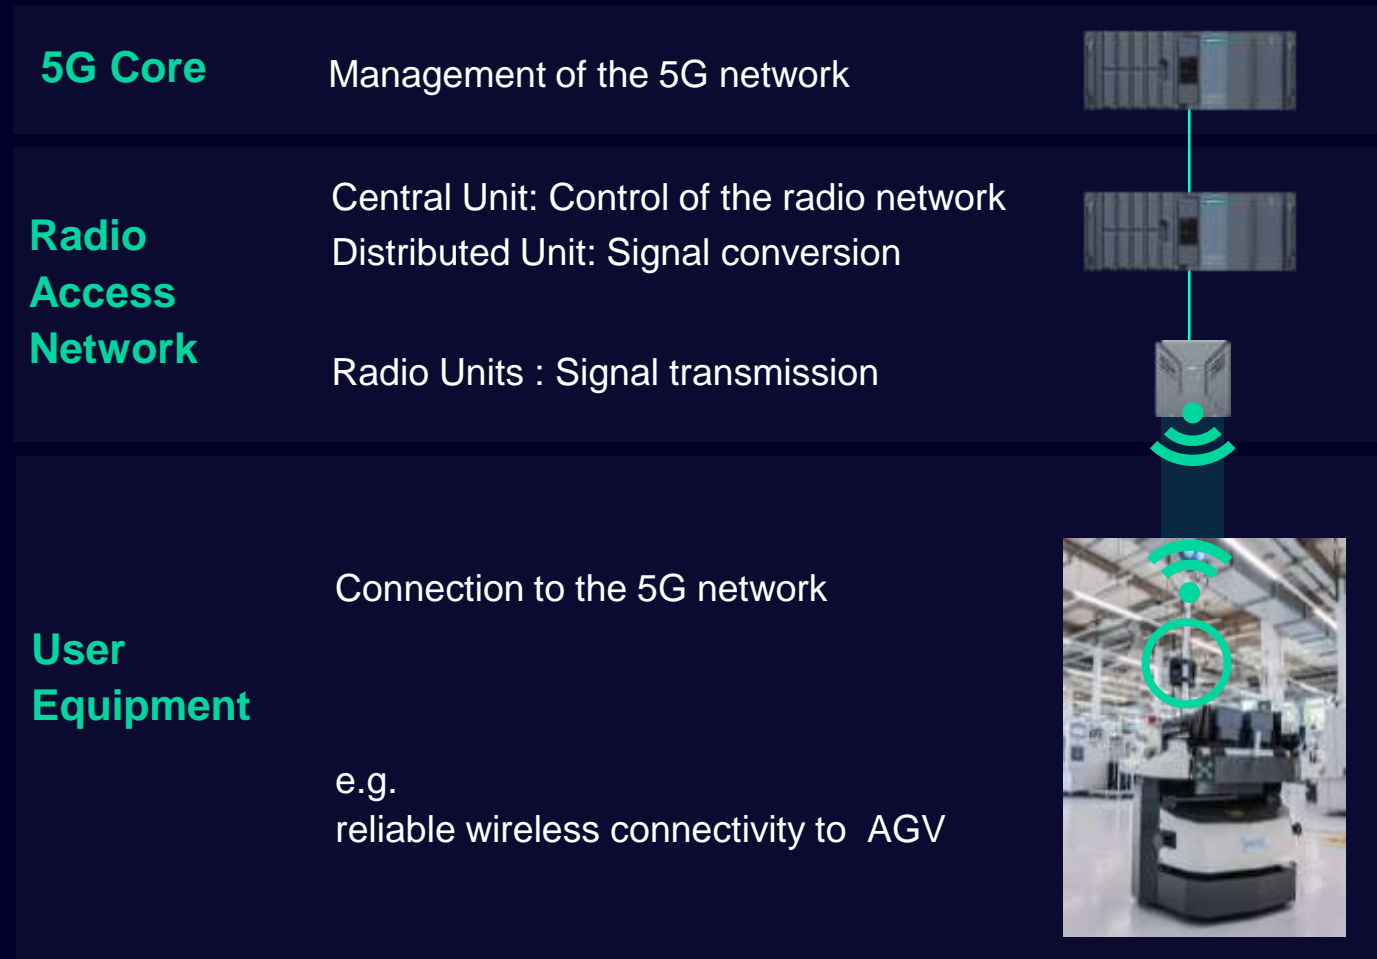 5G Core
Management of the 5G network
Radio
Access
Network
Central Unit: Control of the radio network
Distributed Unit: Signal conversion
Radio Units : Signal transmission
User
Equipment
Connection to the 5G network
e.g.
reliable wireless connectivity to  AGV